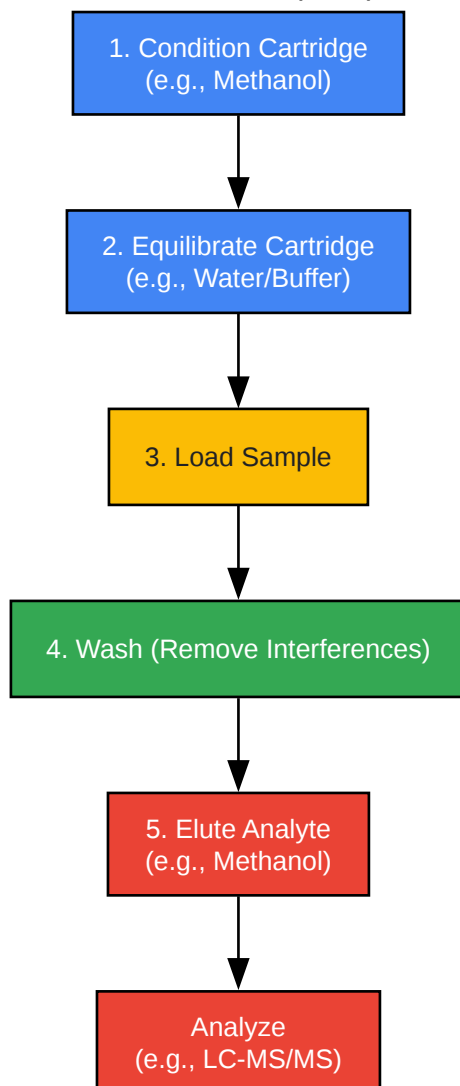 1. Condition Cartridge
(e.g., Methanol)
2. Equilibrate Cartridge
(e.g., Water/Buffer)
3. Load Sample
4. Wash (Remove Interferences)
5. Elute Analyte
(e.g., Methanol)
Analyze
(e.g., LC-MS/MS)